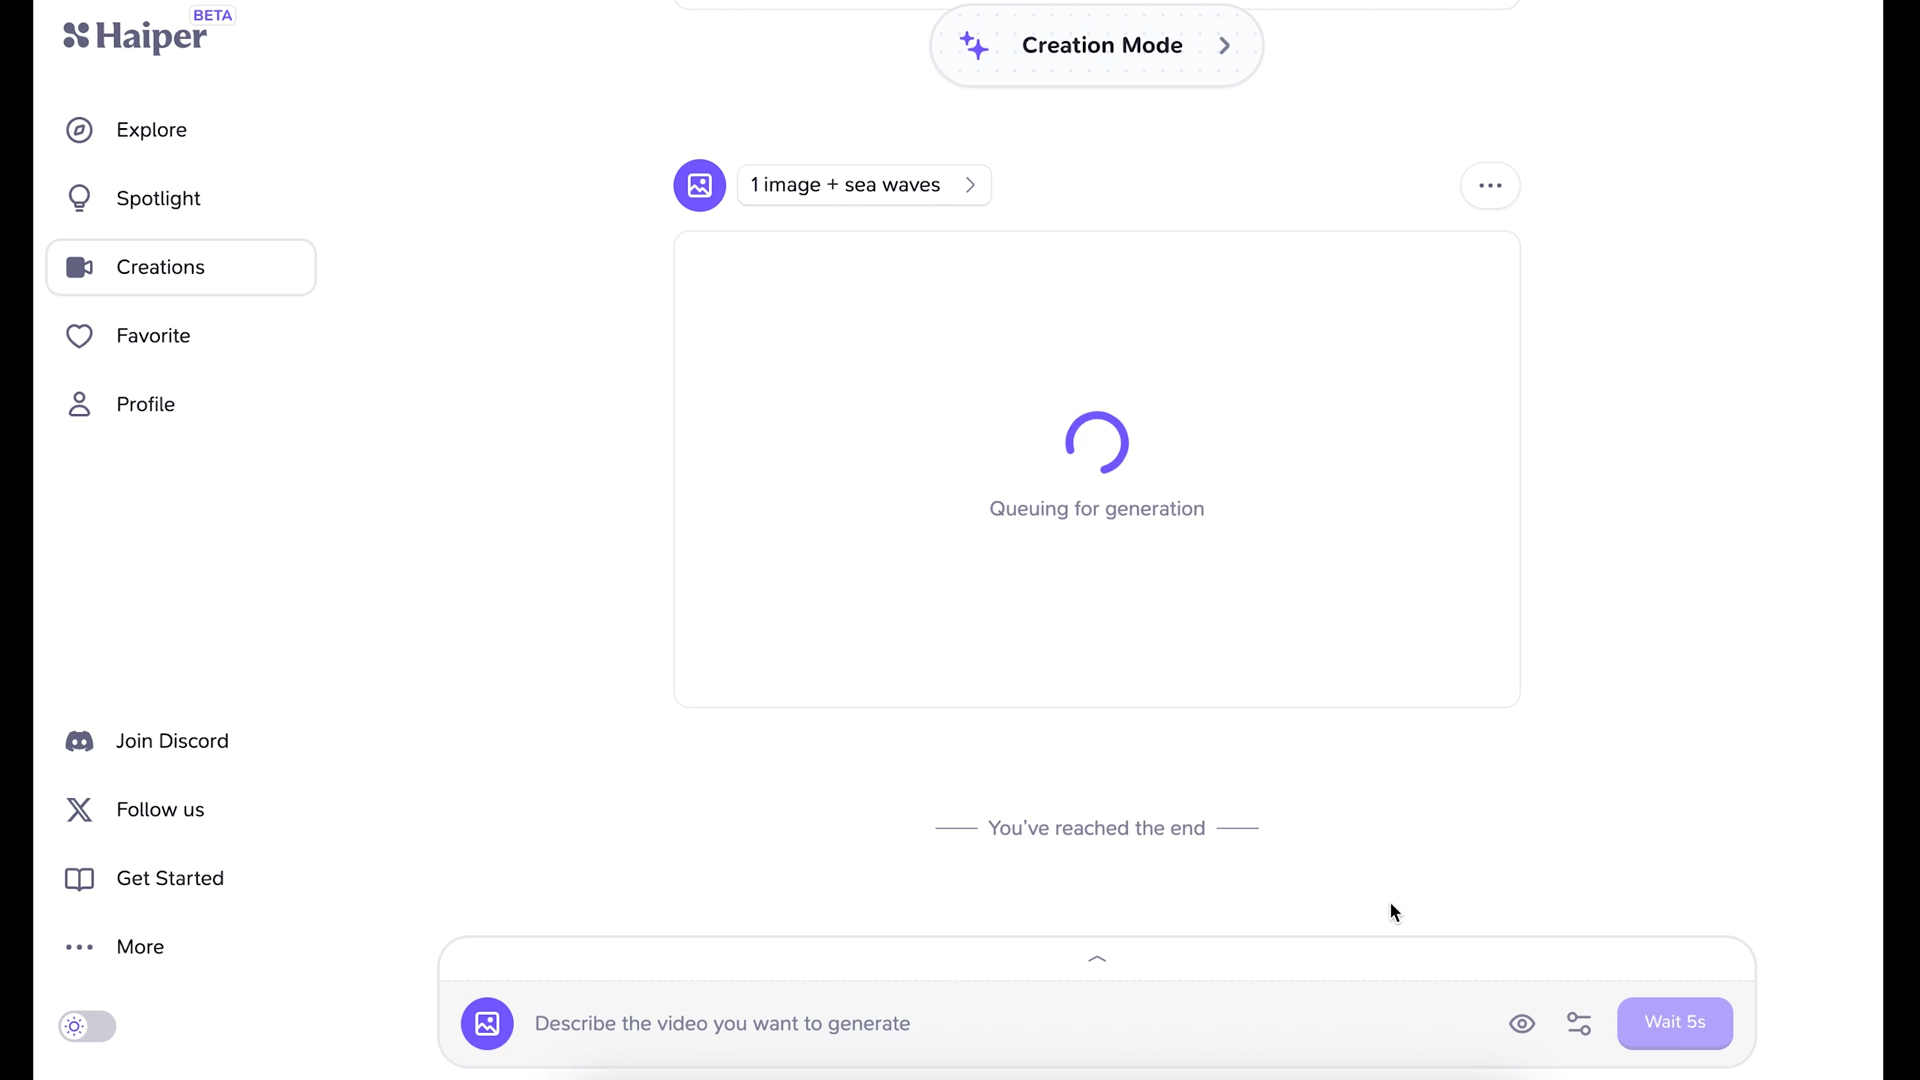 BETA
Haiper
Creation Mode
Explore
Spotlight
Creations
Favorite
Profile
1 image + sea waves
Queuing for generation
You’ve reached the end
Join Discord
Follow us
Get Started
More
Describe the video you want to generate
Wait 5s